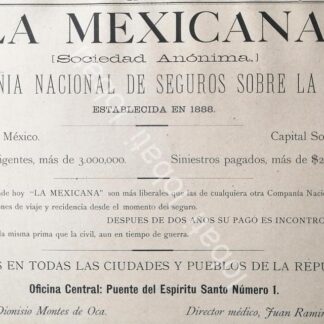 LA MEXICANA
[Sociedad Anónima.]
ÑIA NACIONAL DE SEGUROS SOBRE LA
ESTABLECIDA EN 1888.
México. Capital So
igentes, más de 3.000,000. Siniestros pagados, más de $2
de hoy "LA MEXICANA" son más liberales que las de cualquiera otra Compañía Nacio
ones de viaje y residencia desde el momento del seguro.
DESPUES DE DOS AÑOS SU PAGO ES INCONTRO
la misma prima que la civil, aun en tiempo de guerra.
S EN TODAS LAS CIUDADES Y PUEBLOS DE LA REPU
Oficina Central: Puente del Espíritu Santo Número 1.
Dionisio Montes de Oca. Director médico, Juan Ramír